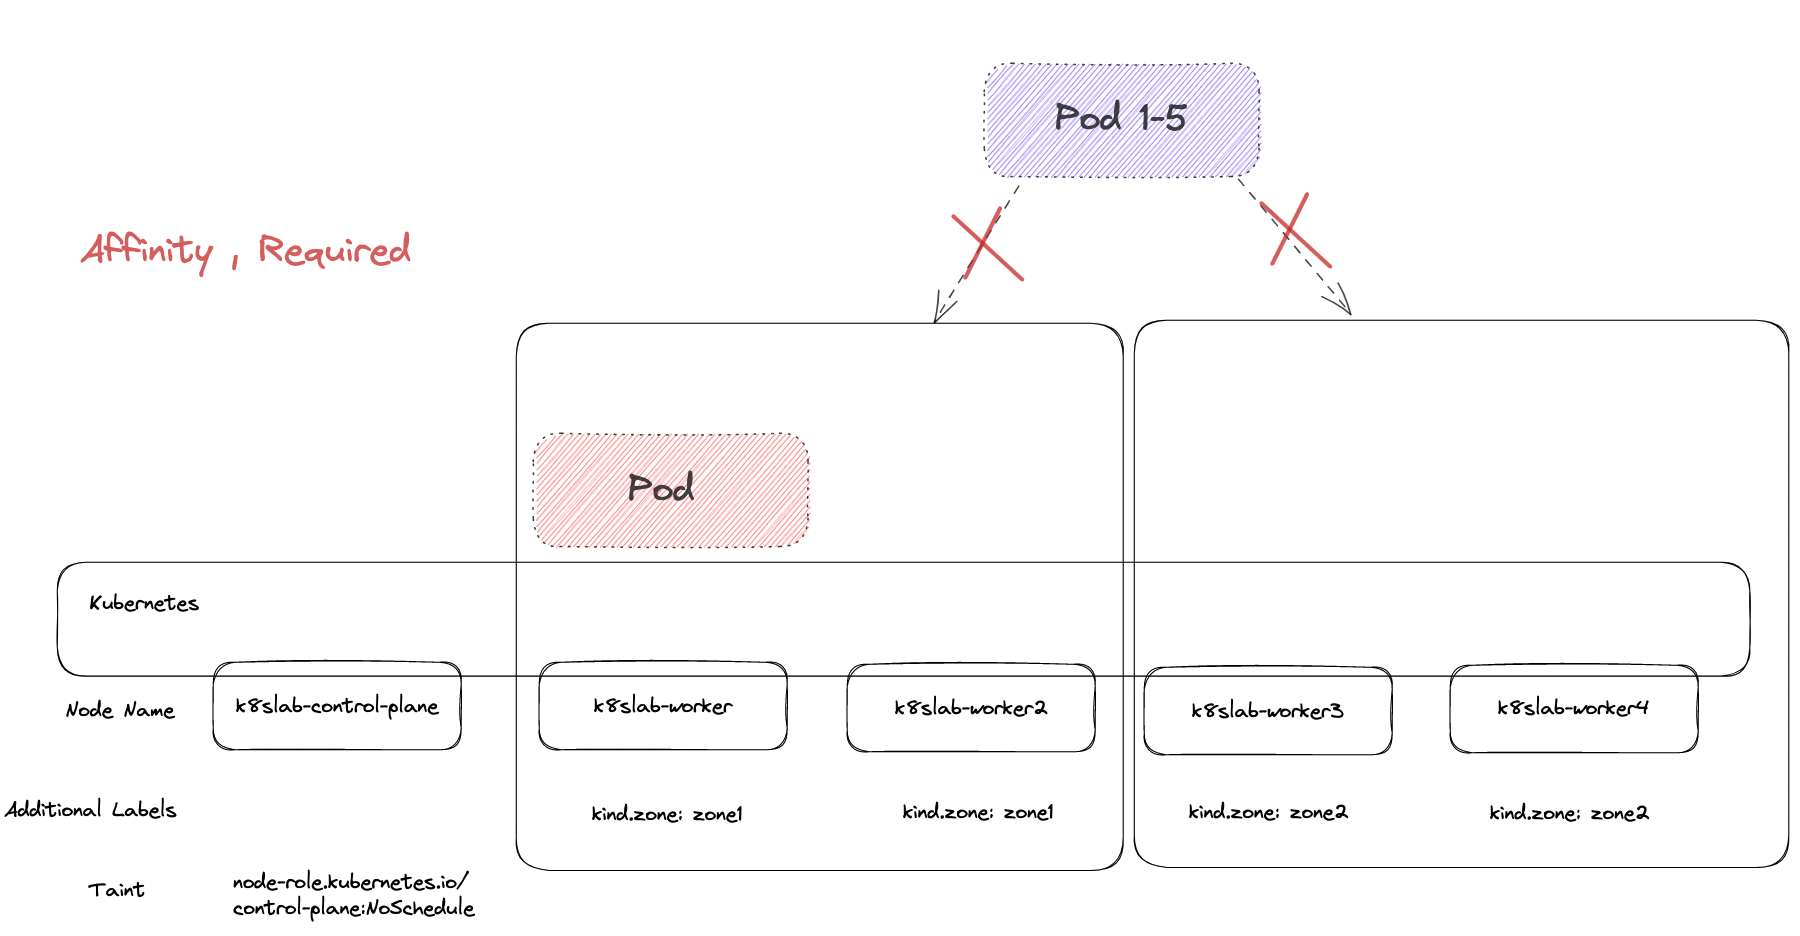 Pod 1-5
Affinity , Required
Pod
Kubernetes
Node Name
k8slab-control-plane
k8slab-worker
k8slab-worker2
k8slab-worker3
k8slab-worker4
Additional Labels
kind.zone: zone1
kind.zone: zone1
kind.zone: zone2
kind.zone: zone2
Taint
node-role.kubernetes.io/
control-plane:NoSchedule